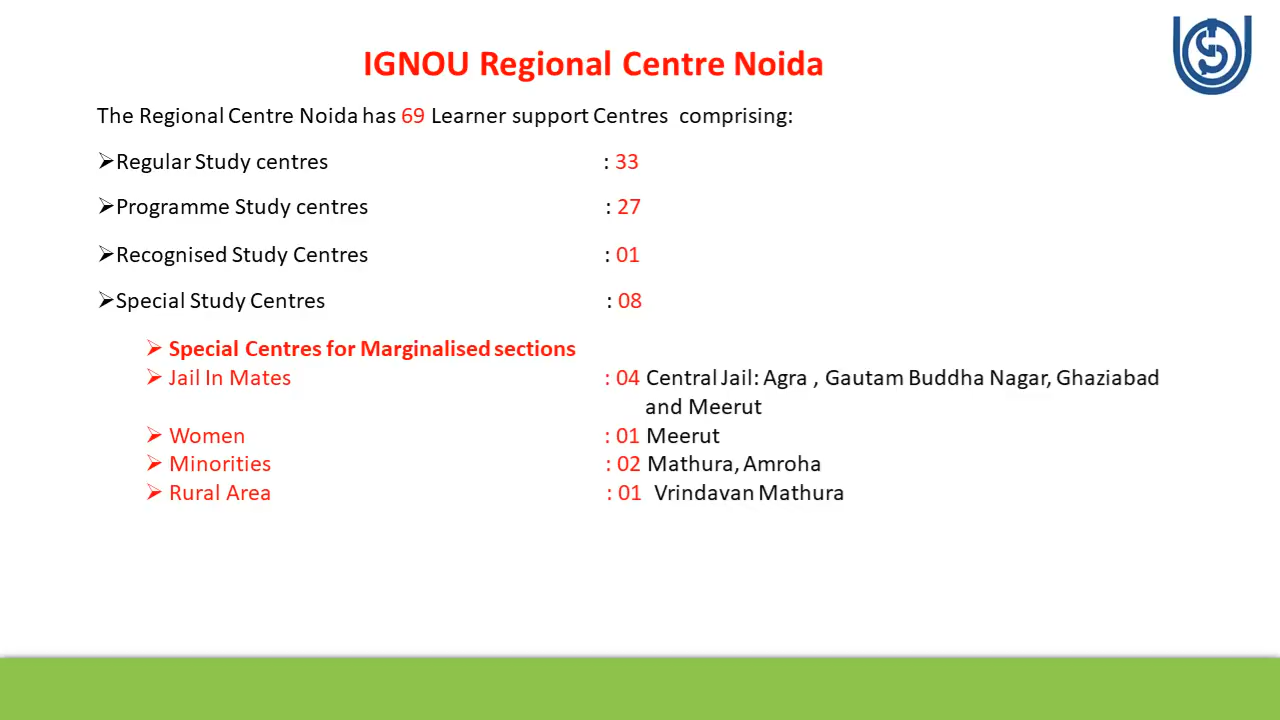 IGNOU Regional Centre Noida
The Regional Centre Noida has 69 Learner support Centres comprising:
➢Regular Study centres : 33
➢Programme Study centres : 27
➢Recognised Study Centres : 01
➢Special Study Centres : 08
➢ Special Centres for Marginalised sections
➢ Jail In Mates : 04 Central Jail: Agra , Gautam Buddha Nagar, Ghaziabad
and Meerut
➢ Women : 01 Meerut
➢ Minorities : 02 Mathura, Amroha
➢ Rural Area : 01 Vrindavan Mathura